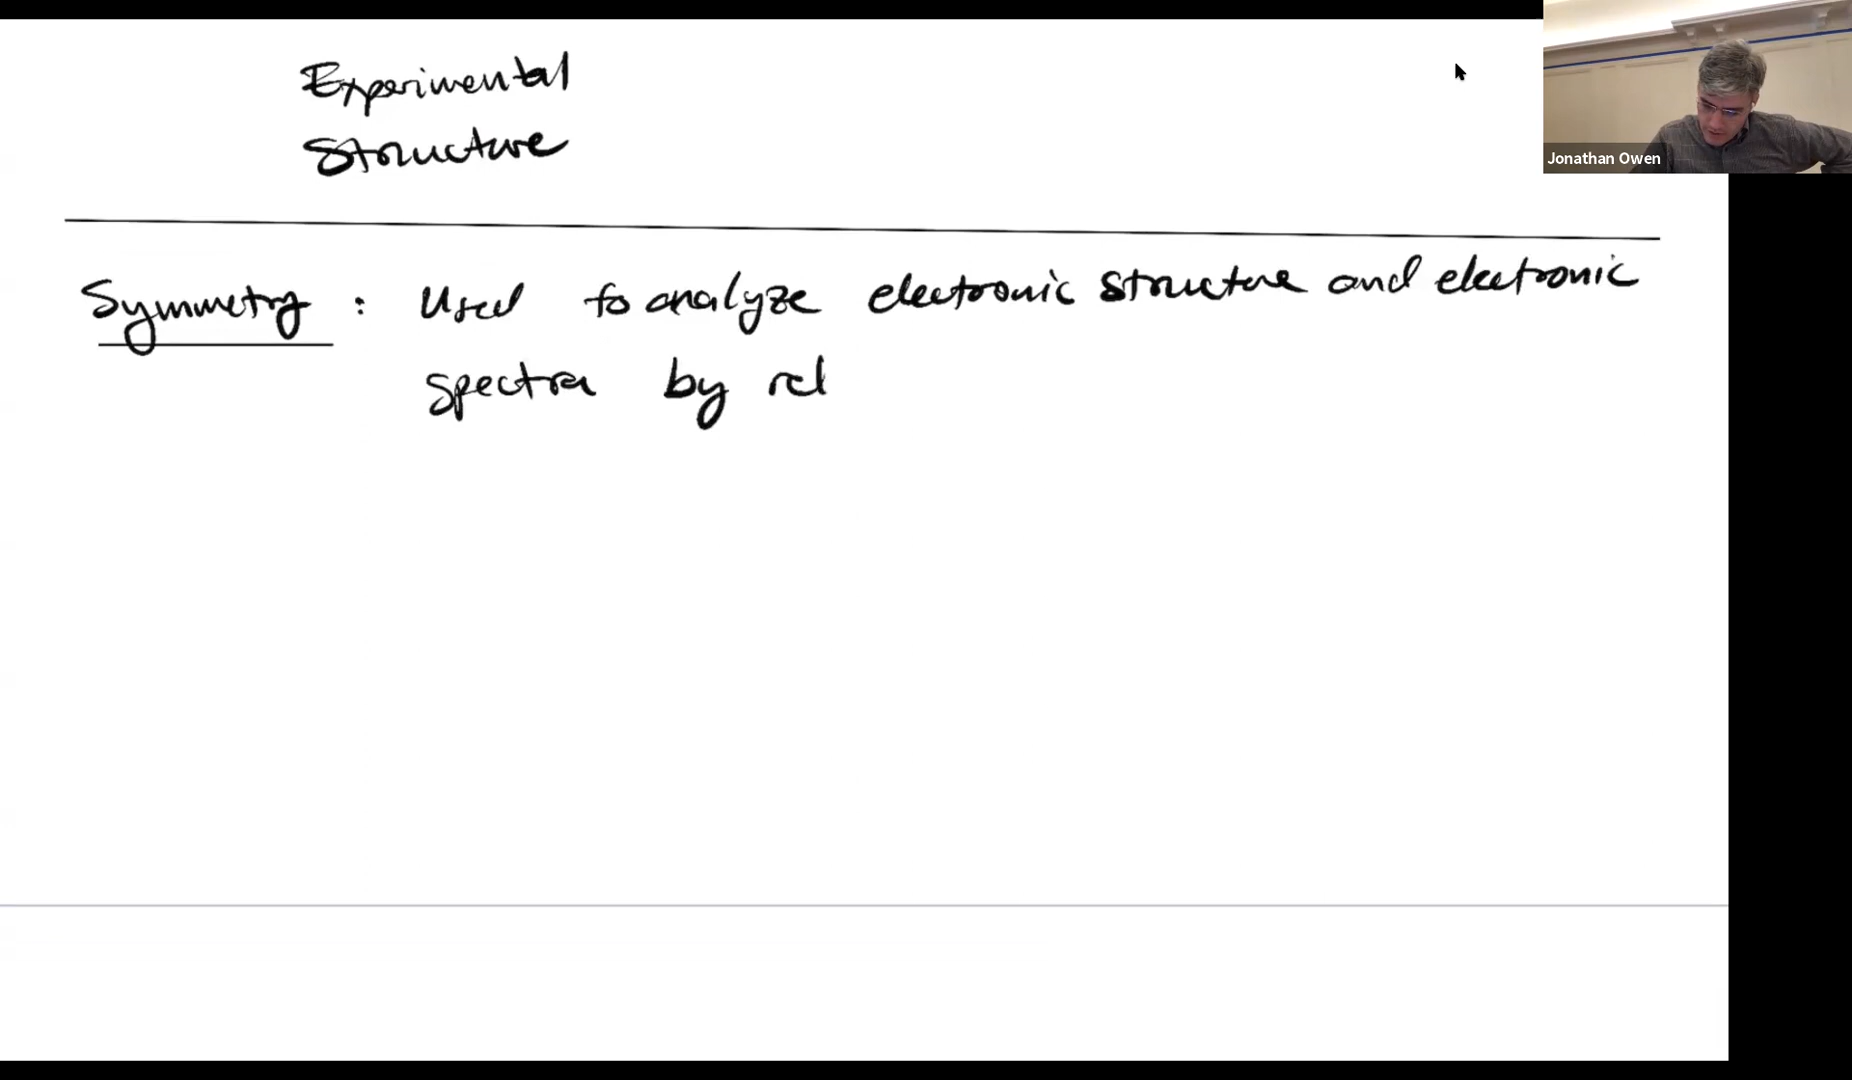 Experimental
Structure
Jonathan Owen
Symmetry : Used to analyze electronic structure and electronic
spectra by rel